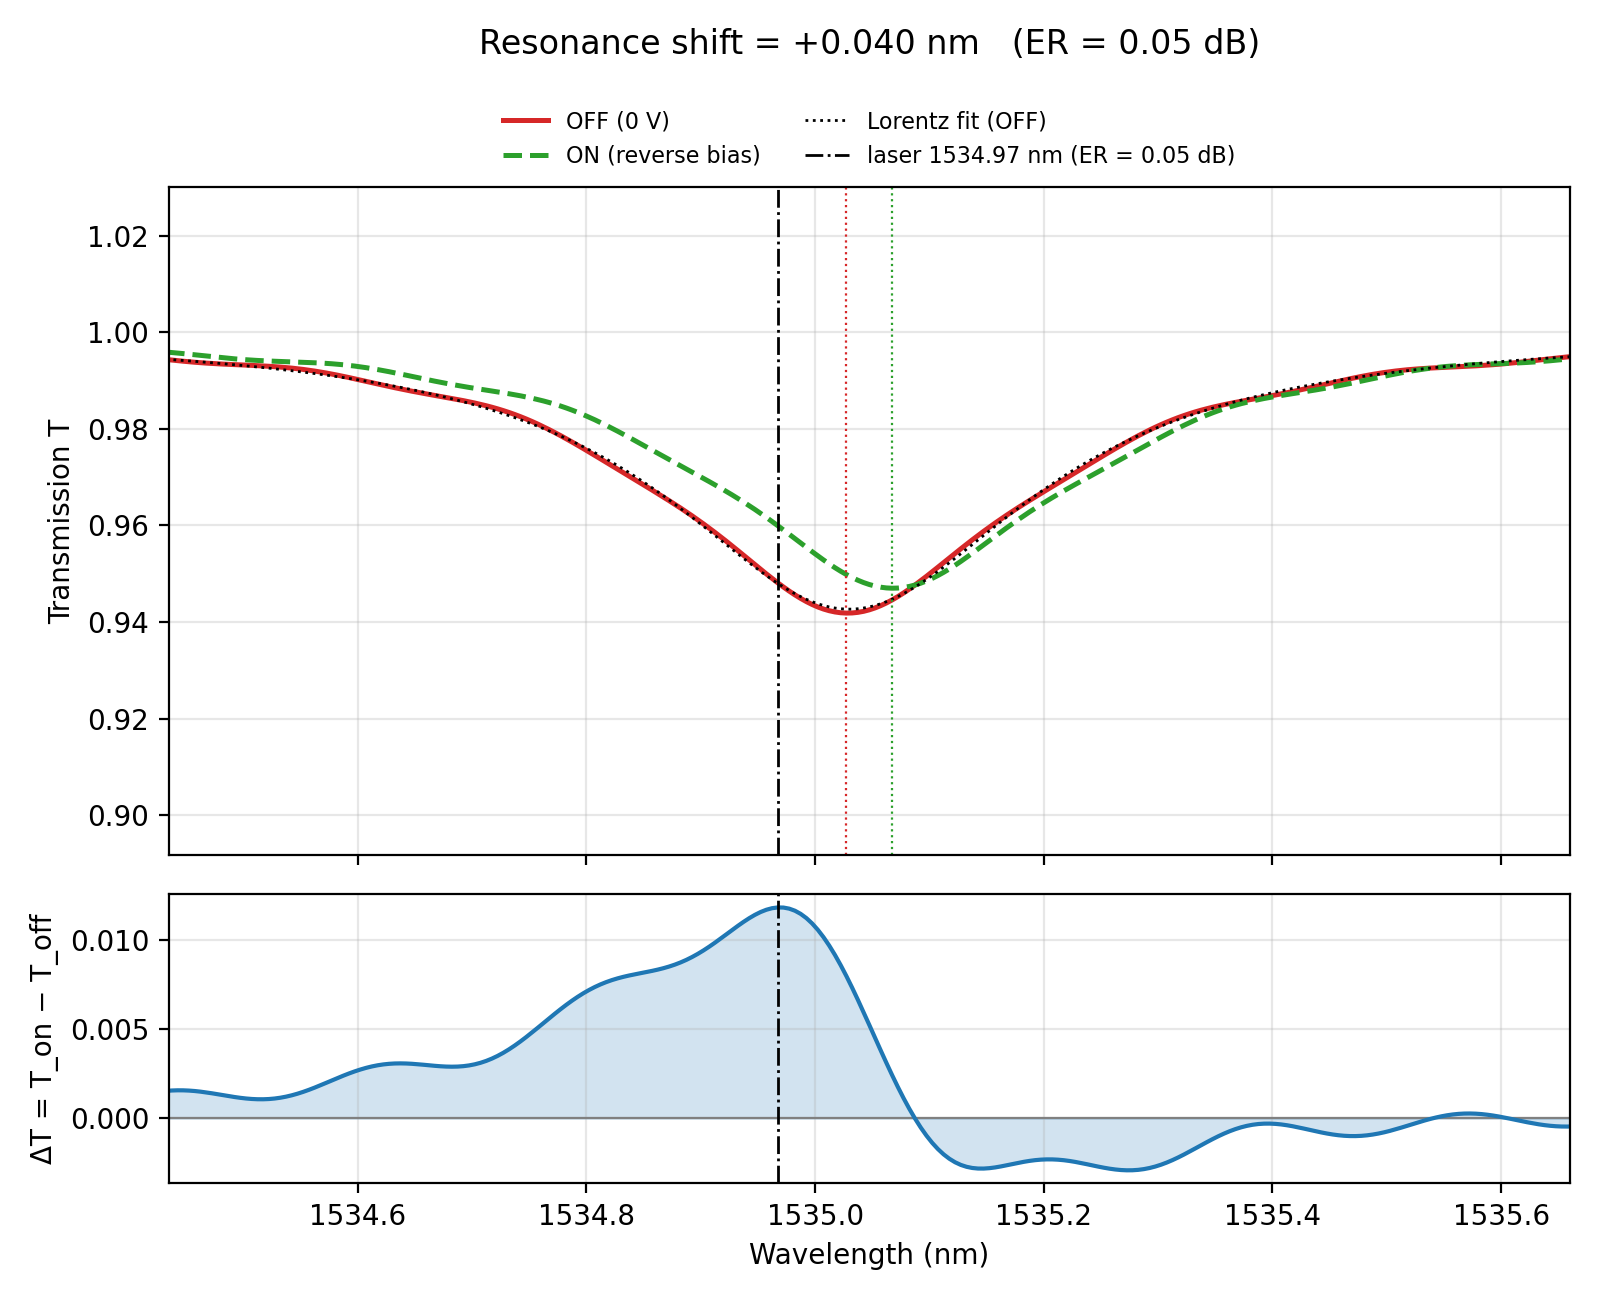 Resonance shift = +0.040 nm   (ER = 0.05 dB)
OFF (0 V)
ON (reverse bias)
Lorentz fit (OFF)
laser 1534.97 nm (ER = 0.05 dB)
Transmission T
1.02
1.00
0.98
0.96
0.94
0.92
0.90
ΔT = T_on − T_off
0.010
0.005
0.000
1534.6
1534.8
1535.0
1535.2
1535.4
1535.6
Wavelength (nm)